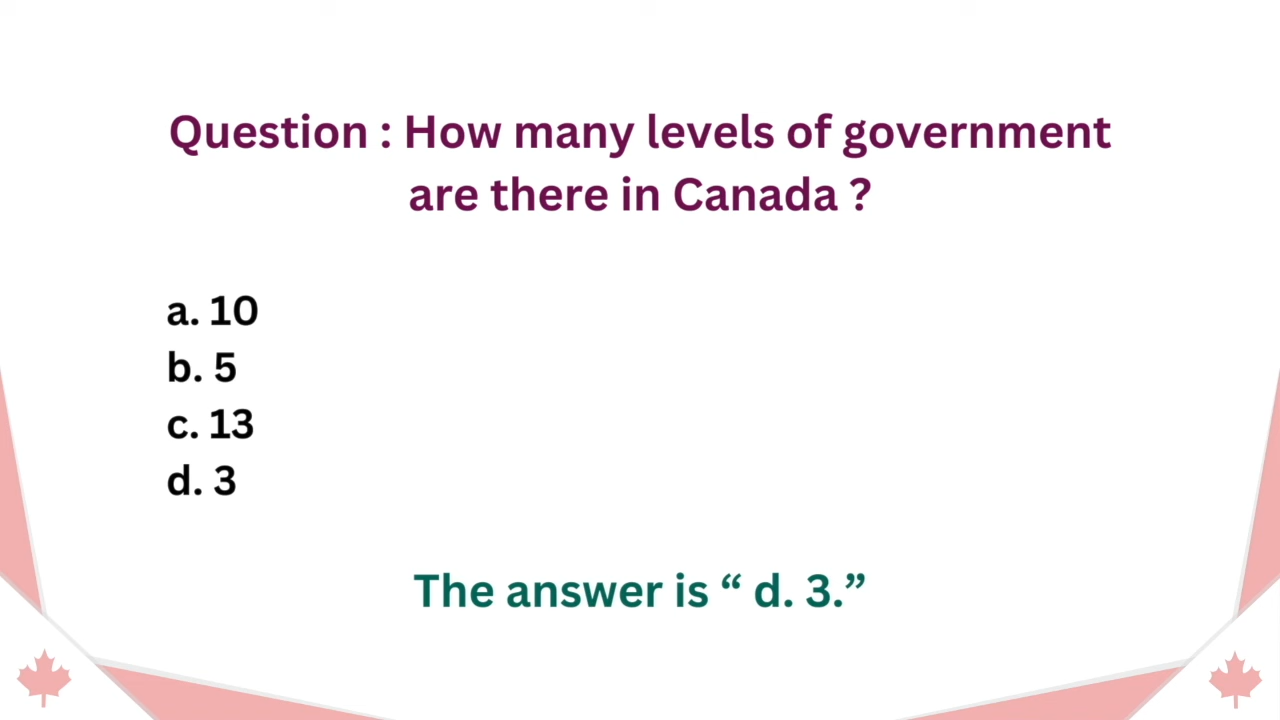 Question : How many levels of government
are there in Canada ?
a. 10
b. 5
c. 13
d. 3
The answer is “ d. 3.”